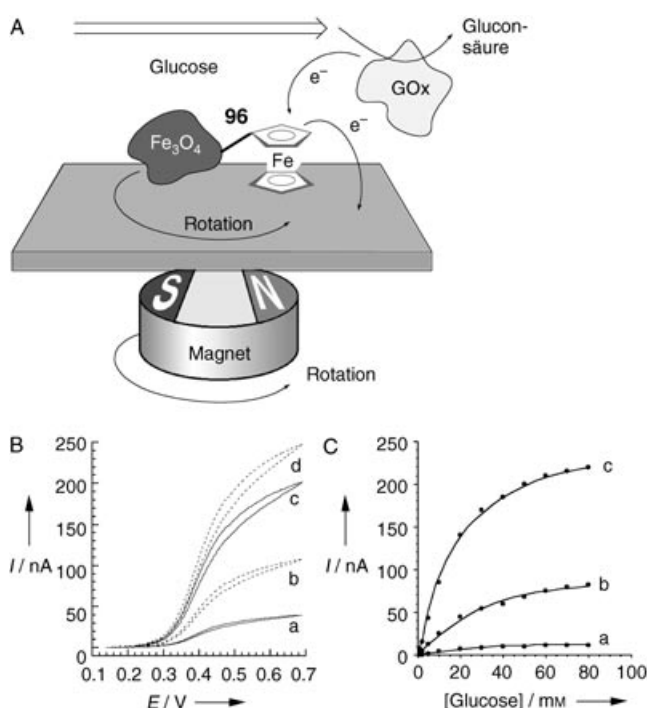 A
Glucose
Glucon-
säure
e⁻
GOx
96
e⁻
Fe₃O₄
Fe
Rotation
S N
Magnet
Rotation
B
250
200
150
I / nA
100
50
0
d
c
b
a
0.1 0.2 0.3 0.4 0.5 0.6 0.7
E / V
C
250
200
150
I / nA
100
50
0
c
b
a
0 20 40 60 80 100
[Glucose] / mM